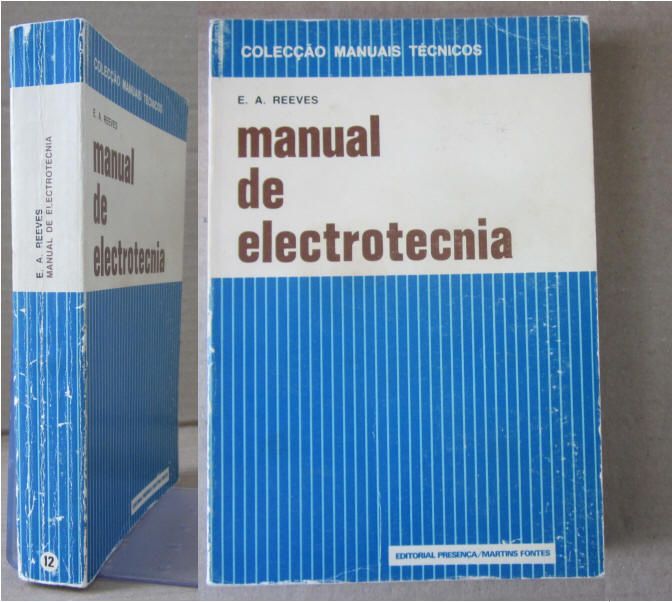 COLECÇÃO MANUAIS TÉCNICOS
E. A. REEVES
manual
de
electrotecnia
E. A. REEVES
MANUAL DE ELECTROTECNIA
12
COLECÇÃO MANUAIS TÉCNICOS
E. A. REEVES
manual
de
electrotecnia
EDITORIAL PRESENÇA/MARTINS FONTES